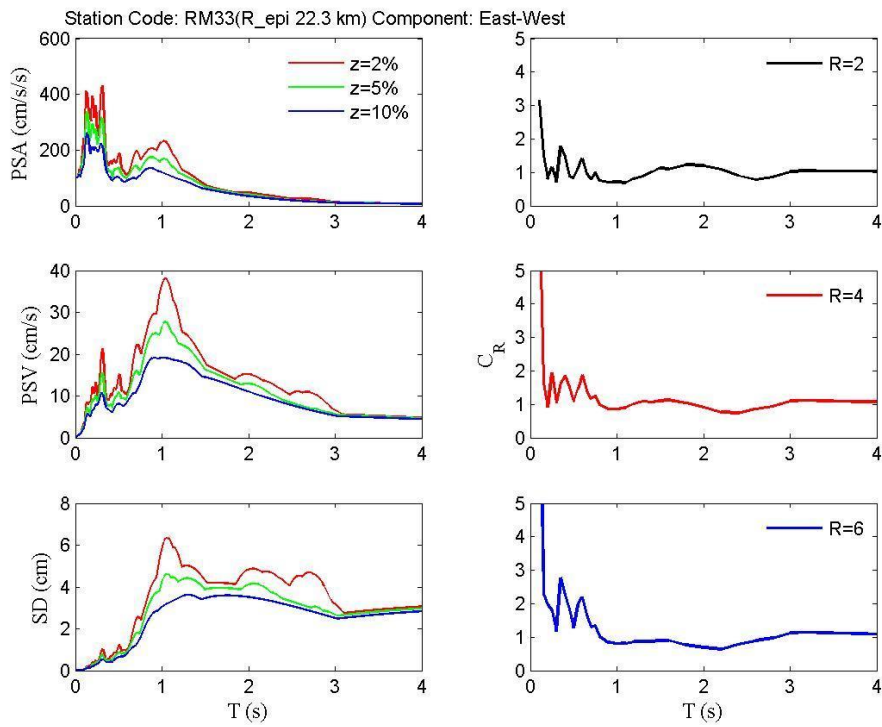 Station Code: RM33(R_epi 22.3 km) Component: East-West
PSA (cm/s/s)
600
400
200
0
0 1 2 3 4
z=2%
z=5%
z=10%
5
4
3
2
1
0
0 1 2 3 4
R=2
PSV (cm/s)
40
30
20
10
0
0 1 2 3 4
C_R
5
4
3
2
1
0
0 1 2 3 4
R=4
SD (cm)
8
6
4
2
0
0 1 2 3 4
T (s)
5
4
3
2
1
0
0 1 2 3 4
R=6
T (s)